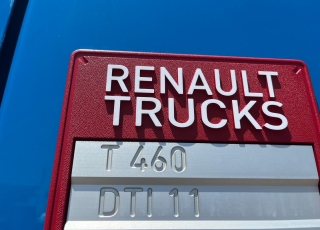 RENAULT
TRUCKS
T 460
DTI 11